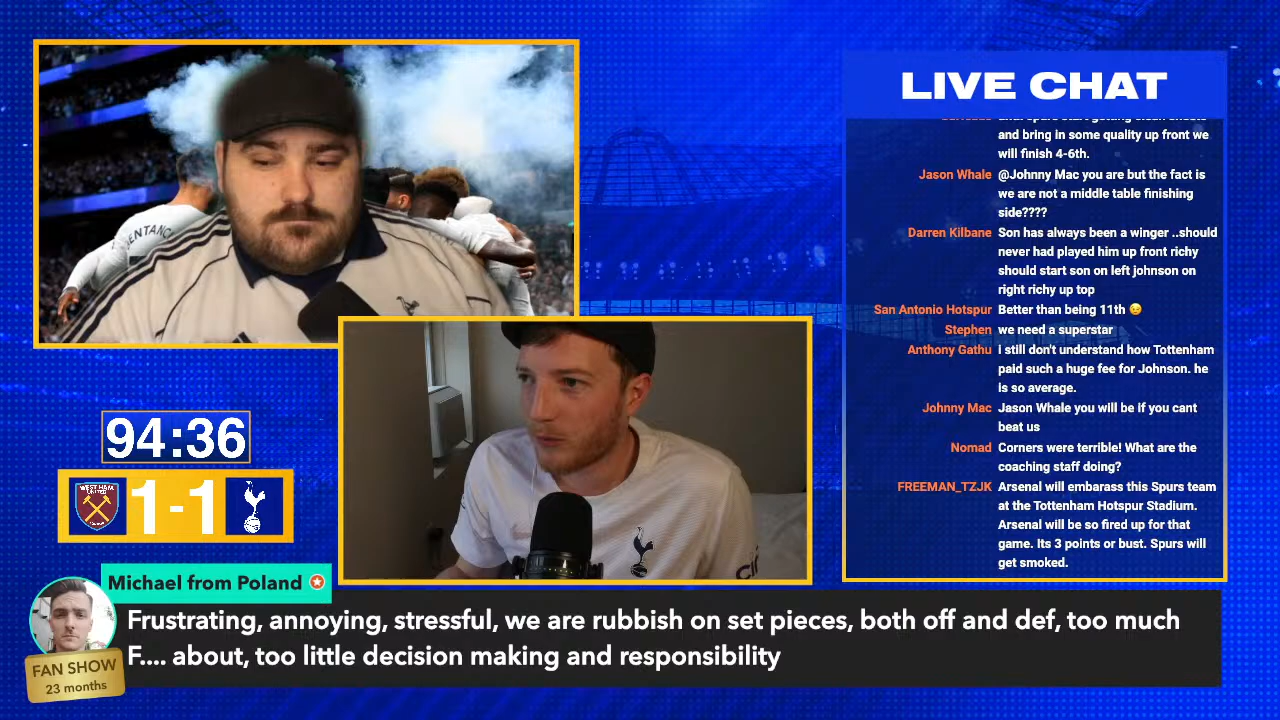 LIVE CHAT
and bring in some quality up front we
will finish 4-6th.
Jason Whale @Johnny Mac you are but the fact is
we are not a middle table finishing
side????
Darren Kilbane Son has always been a winger ..should
never had played him up front richy
should start son on left johnson on
right richy up top
San Antonio Hotspur Better than being 11th 😔
Stephen we need a superstar
Anthony Gathu i still don't understand how Tottenham
paid such a huge fee for Johnson. he
is so average.
Johnny Mac Jason Whale you will be if you cant
beat us
Nomad Corners were terrible! What are the
coaching staff doing?
FREEMAN_TZJK Arsenal will embarass this Spurs team
at the Tottenham Hotspur Stadium.
Arsenal will be so fired up for that
game. Its 3 points or bust. Spurs will
get smoked.
ENTANC
94:36
WEST HAM
UNITED
1-1
Michael from Poland
Frustrating, annoying, stressful, we are rubbish on set pieces, both off and def, too much
F.... about, too little decision making and responsibility
FAN SHOW
23 months